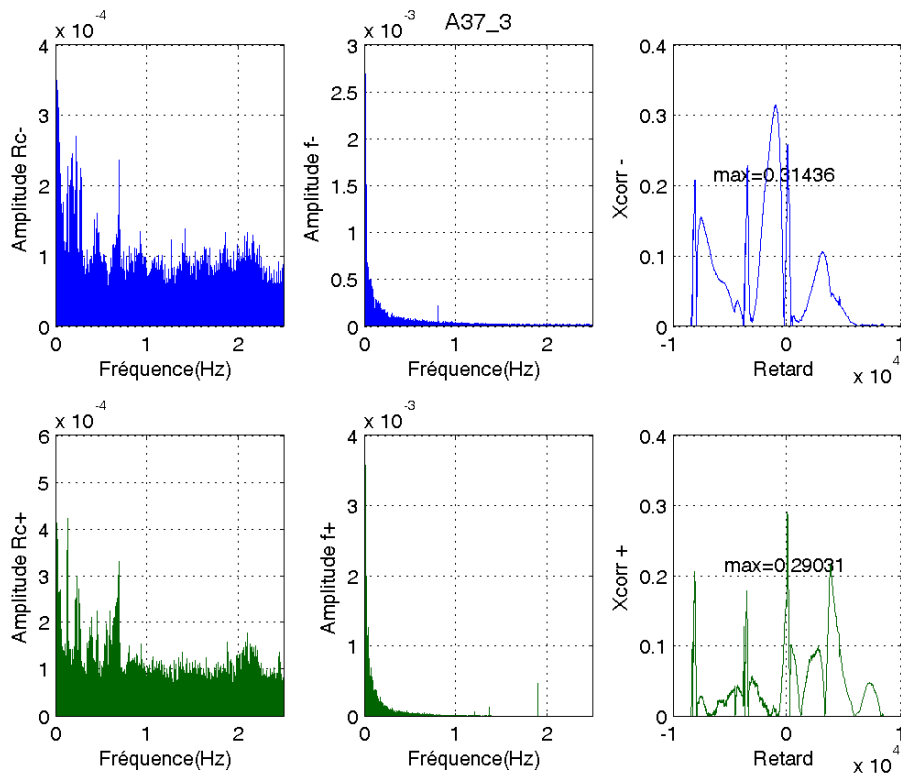 A37_3
x 10⁻⁴
4
3
2
1
0
Amplitude Rc-
0 1 2
Fréquence(Hz)
x 10⁻³
3
2.5
2
1.5
1
0.5
0
Amplitude f-
0 1 2
Fréquence(Hz)
0.4
0.3
0.2
0.1
0
Xcorr -
max=0.31436
-1 0 1
Retard
x 10⁴
x 10⁻⁴
6
5
4
3
2
1
0
Amplitude Rc+
0 1 2
Fréquence(Hz)
x 10⁻³
4
3
2
1
0
Amplitude f+
0 1 2
Fréquence(Hz)
0.4
0.3
0.2
0.1
0
Xcorr +
max=0.29031
-1 0 1
Retard
x 10⁴